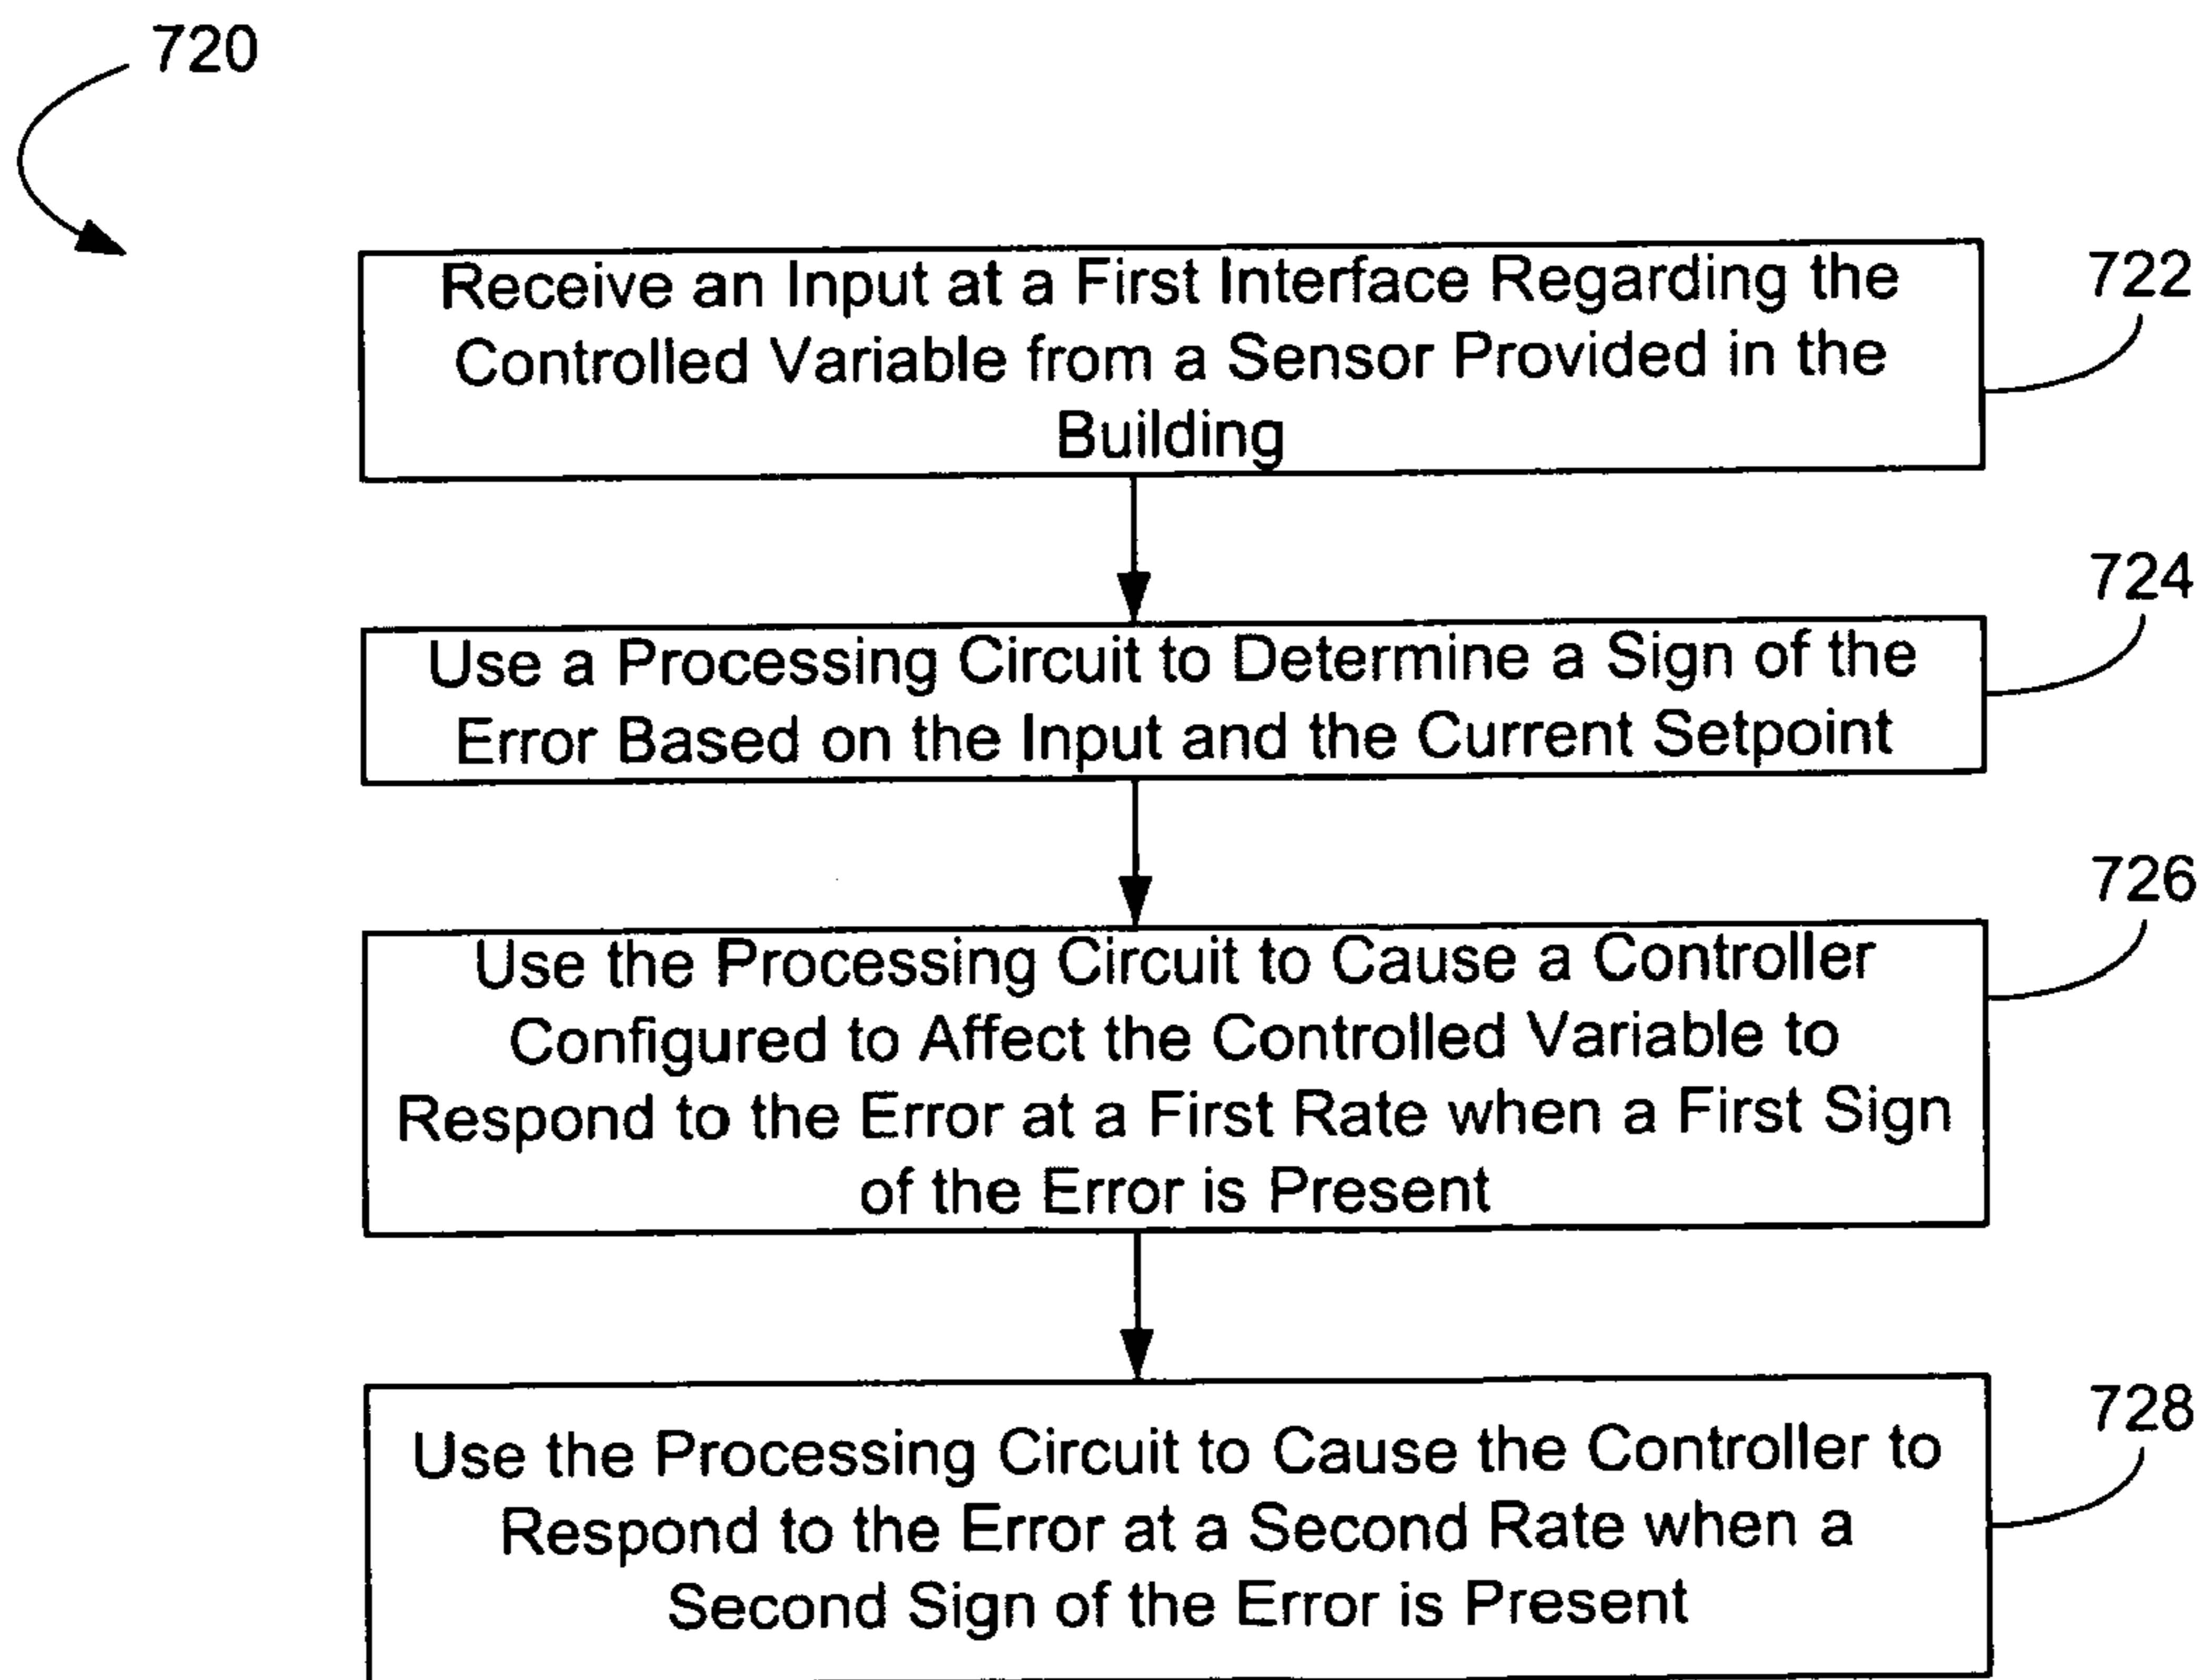 720
Receive an Input at a First Interface Regarding the
Controlled Variable from a Sensor Provided in the
Building
722
Use a Processing Circuit to Determine a Sign of the
Error Based on the Input and the Current Setpoint
724
Use the Processing Circuit to Cause a Controller
Configured to Affect the Controlled Variable to
Respond to the Error at a First Rate when a First Sign
of the Error is Present
726
Use the Processing Circuit to Cause the Controller to
Respond to the Error at a Second Rate when a
Second Sign of the Error is Present
728